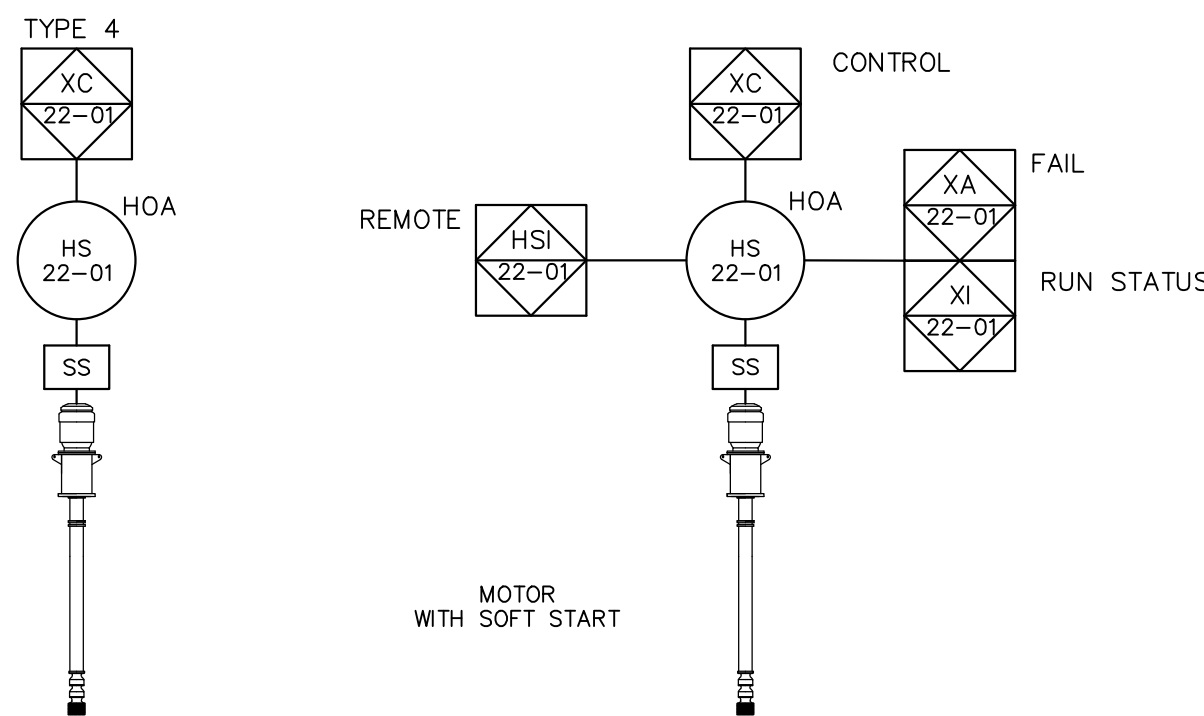 TYPE 4
XC
22-01
HOA
HS
22-01
SS
CONTROL
XC
22-01
HOA
HS
22-01
REMOTE
HSI
22-01
FAIL
XA
22-01
RUN STATUS
XI
22-01
SS
MOTOR
WITH SOFT START